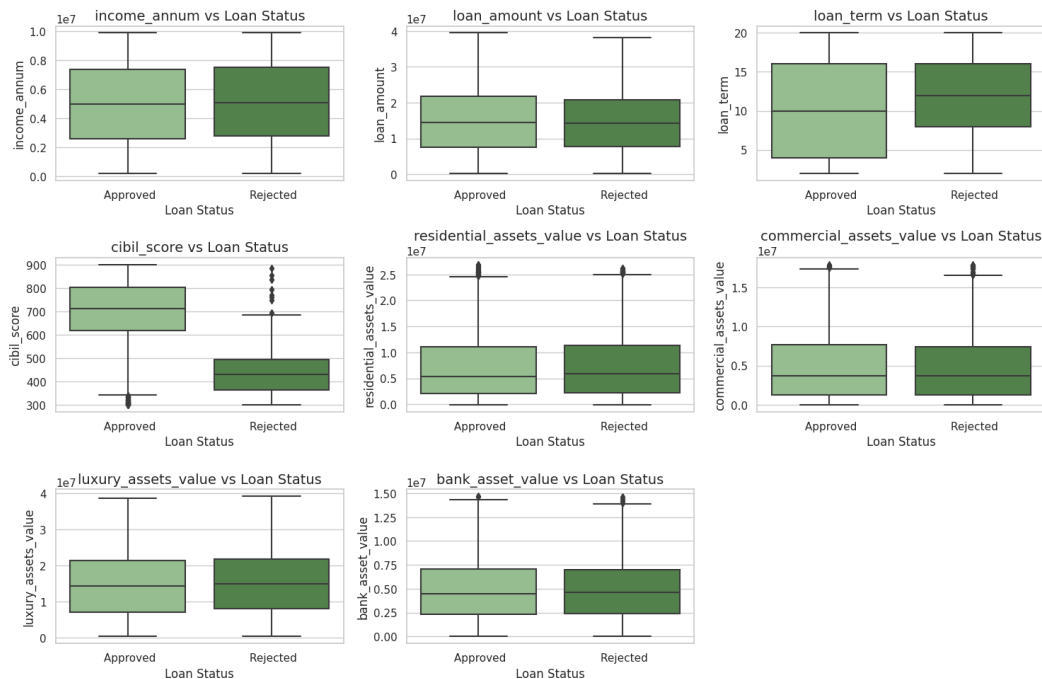 income_annum vs Loan Status
1e7
1.0
0.8
0.6
0.4
0.2
0.0
income_annum
Approved
Rejected
Loan Status
loan_amount vs Loan Status
1e7
4
3
2
1
0
loan_amount
Approved
Rejected
Loan Status
loan_term vs Loan Status
20
15
10
5
loan_term
Approved
Rejected
Loan Status
cibil_score vs Loan Status
900
800
700
600
500
400
300
cibil_score
Approved
Rejected
Loan Status
residential_assets_value vs Loan Status
1e7
2.5
2.0
1.5
1.0
0.5
0.0
residential_assets_value
Approved
Rejected
Loan Status
commercial_assets_value vs Loan Status
1e7
1.5
1.0
0.5
0.0
commercial_assets_value
Approved
Rejected
Loan Status
luxury_assets_value vs Loan Status
1e7
4
3
2
1
0
luxury_assets_value
Approved
Rejected
Loan Status
bank_asset_value vs Loan Status
1e7
1.50
1.25
1.00
0.75
0.50
0.25
0.00
bank_asset_value
Approved
Rejected
Loan Status